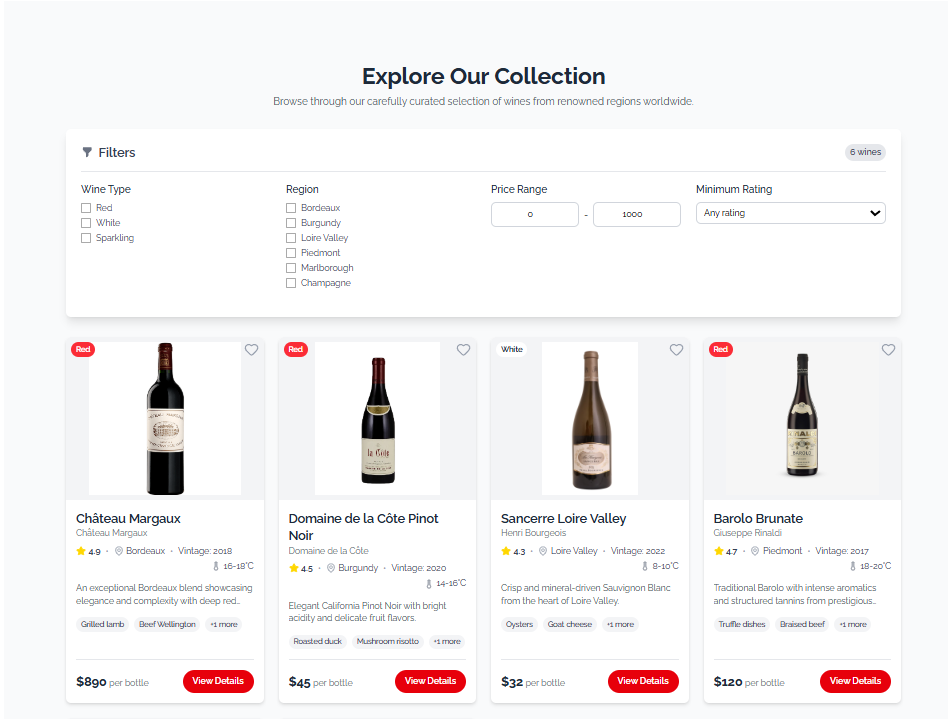 Explore Our Collection
Browse through our carefully curated selection of wines from renowned regions worldwide.
Filters
6 wines
Wine Type
Red
White
Sparkling
Region
Bordeaux
Burgundy
Loire Valley
Piedmont
Marlborough
Champagne
Price Range
0 - 1000
Minimum Rating
Any rating
Red
Château Margaux
Château Margaux
4.9 • Bordeaux • Vintage: 2018
16-18°C
An exceptional Bordeaux blend showcasing
elegance and complexity with deep red...
Grilled lamb Beef Wellington +1 more
$890 per bottle View Details
Red
la Côte
Domaine de la Côte Pinot
Noir
Domaine de la Côte
4.5 • Burgundy • Vintage: 2020
14-16°C
Elegant California Pinot Noir with bright
acidity and delicate fruit flavors.
Roasted duck Mushroom risotto +1 more
$45 per bottle View Details
White
Sancerre Loire Valley
Henri Bourgeois
4.3 • Loire Valley • Vintage: 2022
8-10°C
Crisp and mineral-driven Sauvignon Blanc
from the heart of Loire Valley.
Oysters Goat cheese +1 more
$32 per bottle View Details
Red
BAROLO
Barolo Brunate
Giuseppe Rinaldi
4.7 • Piedmont • Vintage: 2017
18-20°C
Traditional Barolo with intense aromatics
and structured tannins from prestigious...
Truffle dishes Braised beef +1 more
$120 per bottle View Details